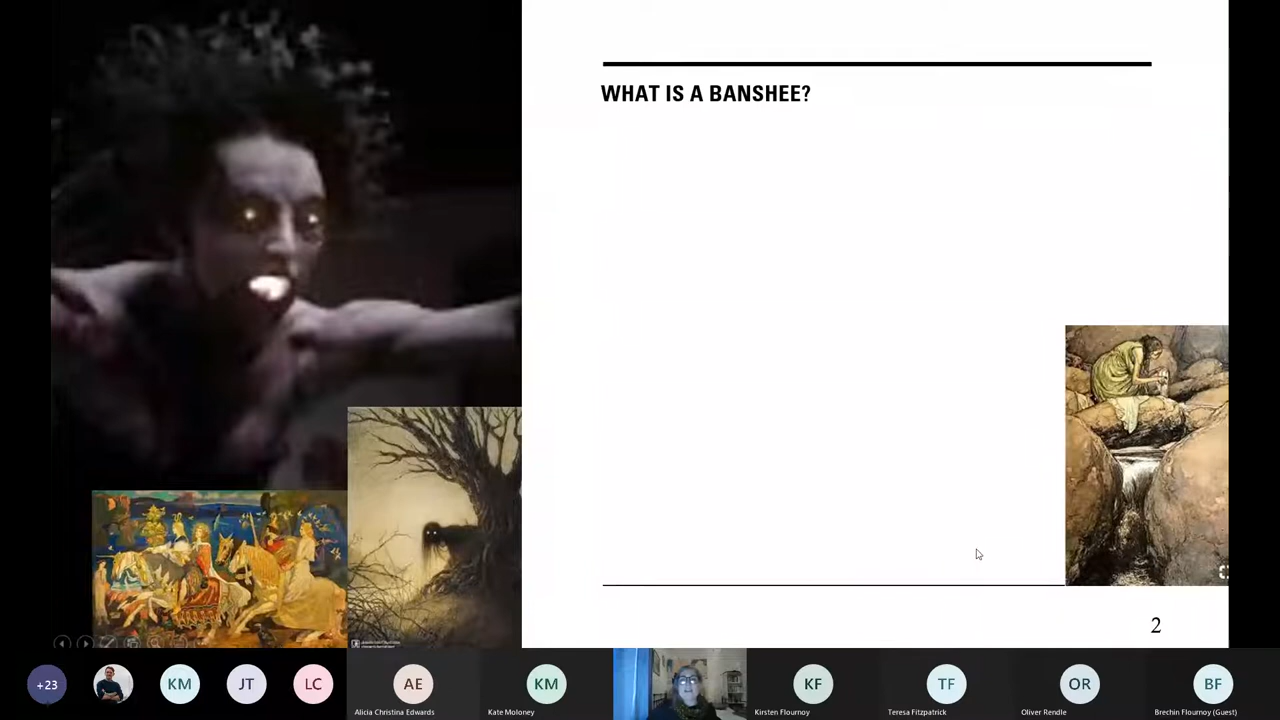 WHAT IS A BANSHEE?
2
+23
KM
JT
LC
AE
Alicia Christina Edwards
KM
Kate Moloney
KF
Kirsten Flournoy
TF
Teresa Fitzpatrick
OR
Oliver Rendle
BF
Brechin Flournoy (Guest)